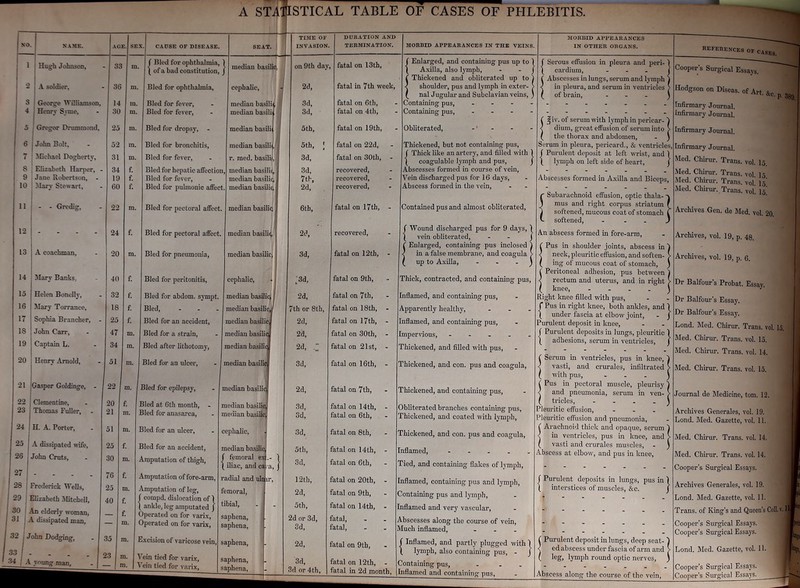 A STATISTICAL TABLE OF CASES OF PHLEBITIS.
NO. NAME. AGE. SEX. CAUSE OF DISEASE. SEAT. TIME OF INVASION. DURATION AND TERMINATION. MORBID APPEARANCES IN THE VEINS. MORBID APPEARANCES IN OTHER ORGANS. REFERENCES OF CASES.
1 Hugh Johnson, - 33 m. { Bled for ophthalmia, of a bad constitution, } median basilic on 9th day, fatal on 13th, { Enlarged, and containing pus up to Axilla, also lymph, - } { Serous effusion in pleura and pericardium, } Cooper's Surgical Essays.
2 A soldier, - 36 m. Bled for ophthalmia, cephalic, 2d, fatal in 7th week, { Thickened and obliterated up to shoulder, pus and lymph in external Jugular and Subclavian veins, } { Abscesses in lungs, serum and lymph in pleura, and serum in ventricles of brain, } Hodgson on Diseas. of Art. &c. p.
3 George Williamson, 14 m. Bled for fever, - median basilic 3d, fatal on 6th, - Containing pus, - Infirmary Journal.
4 Henry Syme, - 30 m. Bled for fever, - median basilic 3d, fatal on 4th, - Containing pus, - Infirmary Journal.
5 Gregor Drummond, 25 m. Bled for dropsy, - median basilic 5th, fatal on 19th, - Obliterated, { ℥iv. of serum with lymph in pericardium, great effusion of serum into the thorax and abdomen, - } Infirmary Journal.
6 John Bolt, - 52 m. Bled for bronchitis, median basilic, 5th, fatal on 22d, - Thickened, but not containing pus, Serum in pleura, pericard., & ventricles, Infirmary Journal.
7 Michael Dogherty, 31 m. Bled for fever, r. med. basilic 3d, fatal on 30th, - { Thick like an artery, and filled with coagulable lymph and pus, } { Purulent deposit at left wrist, and lymph on left side of heart, } Med. Chirur. Trans. vol 15.
8 Elizabeth Harper, - 34 f. Bled for hepatic affection, median basilic, 3d, recovered, - Abscesses formed in course of vein, Med. Chirur. Trans. vol. 15.
9 Jane Robertson, - 19 f. Bled for fever, - median basilic, 7th, recovered, - Vein discharged pus for 16 days, - Abscesses formed in Axilla and Biceps, Med. Chirur. Trans. vol. 15.
10 Mary Stewart, - 60 f. Bled for pulmonic affect. median basilic, 2d, recovered, - Abscess formed in the vein, - Med. Chirur. Trans. vol. 15.
11 - - Gredig, - 22 m. Bled for pectoral affect. median basilic, 6th, fatal on 17th, - Contained pus and almost obliterated, { Subarachnoid effusion, optic thalamus and right corpus striatum softened, mucous coat of stomach softened, } Archives Gen. de Med. vol. 20.
12 - - - - 24 f. Bled for pectoral affect. median basilic, 2d, recovered, { Wound discharged pus for 9 days, vein obliterated, - } An abscess formed in fore-arm, - Archives, vol. 19, p. 48.
13 A coachman, - 20 m. Bled for pneumonia, median basilic, 3d, fatal on 12th, - { Enlarged, containing pus inclosed in a false membrane, and coagula up to Axilla, - } { Pus in shoulder joints, abscess in neck, pleuritic effusion, and softening of mucous coat of stomach, } Archives, vol. 19, p. 6.
14 Mary Banks, 40 f. Bled for peritonitis, cephalic, 3d, fatal on 9th, Thick, contracted, and containing pus, { Peritoneal adhesion, pus between rectum and uterus, and in right knee, } Dr Balfour's Probat. Essay.
15 Helen Bonelly, - 32 f. Bled for abdom. sympt. median basilic, 2d, fatal on 7th, Inflamed, and containing pus, - Right knee filled with pus, - Dr Balfour's Essay.
16 Mary Torrance, 18 f. Bled, - - median basilic, 7th or 8th, fatal on 18th, - Apparently healthy, { Pus in right knee, both ankles, and under fascia at elbow joint, - } Dr Balfour's Essay.
17 Sophia Brancher, - 25 f. Bled for an accident, median basilic, 2d, fatal on 17th, - Inflamed, and containing pus, - Purulent deposit in knee, Lond. Med. Chirur. Trans. vol. 15.
18 John Carr, 47 m. Bled for a strain, median basilic, 2d, fatal on 30th, - Imperrious, - { Purulent deposits in lungs, pleuritic adhesions, serum in ventricles, } Med. Chirur. Trans. vol. 15.
19 Captain L. 34 m. Bled after lithotomy, median basilic, 2d, fatal on 21st, - Thickened, and filled with pus, - Med. Chirur. Trans. vol. 14.
20 Henry Arnold, - 51 m. Bled for an ulcer, median basilic, 3d, fatal on 16th, Thickened, and con. pus and coagula, { Serum in ventricles, pus in knee, vasti, and crurales, infiltrated with pus, } Med. Chirur. Trans. vol. 15.
21 Gasper Goldinge, - 22 m. Bled for epilepsy, median basilic, 2d, fatal on 7th, Thickened, and containing pus, - { Pus in pectoral muscle, pleurisy and pneumonia, serum in ventricles, } Journal de Medicine, tom. 12.
22 Clementine, - 20 f. Bled at 6th month, - median basilic, 3d, fatal on 14th, Obliterated branches containing pus, Pleuritic effusion, Archives Generales, vol. 19.
23 Thomas Fuller, - 21 m. Bled for anasarca, - median basilic, 3d, fatal on 6th, - Thickened, and coated with lymph, Pleuritic effusion and pneumonia, Lond. Med. Gazette, vol. 11.
24 H. A. Porter, 51 m. Bled for an ulcer, cephalic, 3d, fatal on 8th, Thickened, and con. pus and coagula, { Arachnoid thick and opaque, serum in ventricles, pus in knee, and vasti and crurales muscles, } Med. Chirur. Trans. vol. 14.
25 A dissipated wife, 25 f. Bled for an accident, median basilic, 5th, fatal on 14th, Inflamed, - Abscess at elbow, and pus in knee, Med. Chirur. Trans. vol. 14.
26 John Cruts, - 30 m. Amputation of thigh, { femoral iliac, and } 3d, fatal on 6th, Tied, and containing flakes of lymph, Cooper's Surgical Essays.
27 - - - 76 f. Amputation of fore-arm, radial and ulnar, 12th, fatal on 20th, Inflamed, containing pus and lymph, { Purulent deposits in lungs, pus in interstices of muscles, &c. } Archives Generales, vol. 19.
28 Frederick Wells, 25 m. Amputation of leg, femoral, 2d, fatal on 9th, Containing pus and lymph, Lond. Med. Gazette, vol. 11.
29 Elizabeth Mitchell, 40 f. { compd. dislocation of ankle, leg amputated } tibial, 5th, fatal on 14th, Inflamed and very vascular, Trans. of King's and Queen's Coll.
30 An elderly woman, — f. Operated on for varix, saphena, 2d or 3d, fatal, Abscesses along the course of vein, Cooper's Surgical Essays.
31 A dissipated man, — m. Operated on for varix, saphena, 3d, fatal, Much inflamed, Cooper's Surgical Essays.
32 John Dodging, 35 m. Excision of varicose vein, saphena, 2d, fatal on 9th, { Inflamed, and partly plugged with lymph, also containing pus, - } { Purulent deposit in lungs, deep seated abscess under fascia of arm and leg, lymph round optic nerves, } Lond. Med. Gazette, vol. 11.
33 - - 23 m. Vein tied for varix, saphena, 3d, fatal on 12th, - Containing pus, Cooper's Surgical Essays.
34 A young man, — m. Vein tied for varix, saphena, 3d or 4th, fatal in 2d month, Inflamed and containing pus, - Abscess along the course of the vein, Cooper's Surgical Essays.